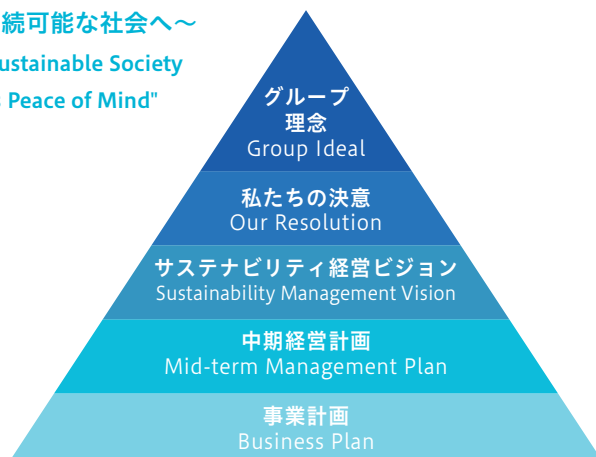 続可能な社会へ～
ustainable Society
Peace of Mind"
グループ
理念
Group Ideal
私たちの決意
Our Resolution
サステナビリティ経営ビジョン
Sustainability Management Vision
中期経営計画
Mid-term Management Plan
事業計画
Business Plan